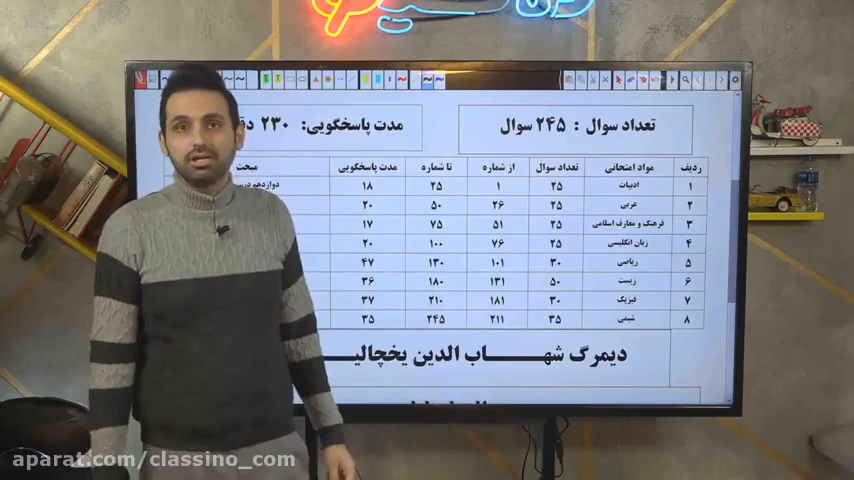 تعداد سوال : ۲۴۵ سوال
مدت پاسخگویی: ۲۳۰
ردیف مواد امتحانی تعداد سوال از شماره تا شماره مدت پاسخگویی مبحث
۱ ادبیات ۲۵ ۱ ۲۵ ۱۸ دوازدهم
۲ عربی ۲۵ ۲۶ ۵۰ ۲۰
۳ فرهنگ و معارف اسلامی ۲۵ ۵۱ ۷۵ ۱۷
۴ زبان انگلیسی ۲۵ ۷۶ ۱۰۰ ۲۰
۵ ریاضی ۳۰ ۱۰۱ ۱۳۰ ۴۷
۶ زیست ۵۰ ۱۳۱ ۱۸۰ ۳۶
۷ فیزیک ۳۰ ۱۸۱ ۲۱۰ ۳۷
۸ شیمی ۳۵ ۲۱۱ ۲۴۵ ۳۵
دیمرگ شهـــاب الدین یخچالیـ
aparat.com/classino_com